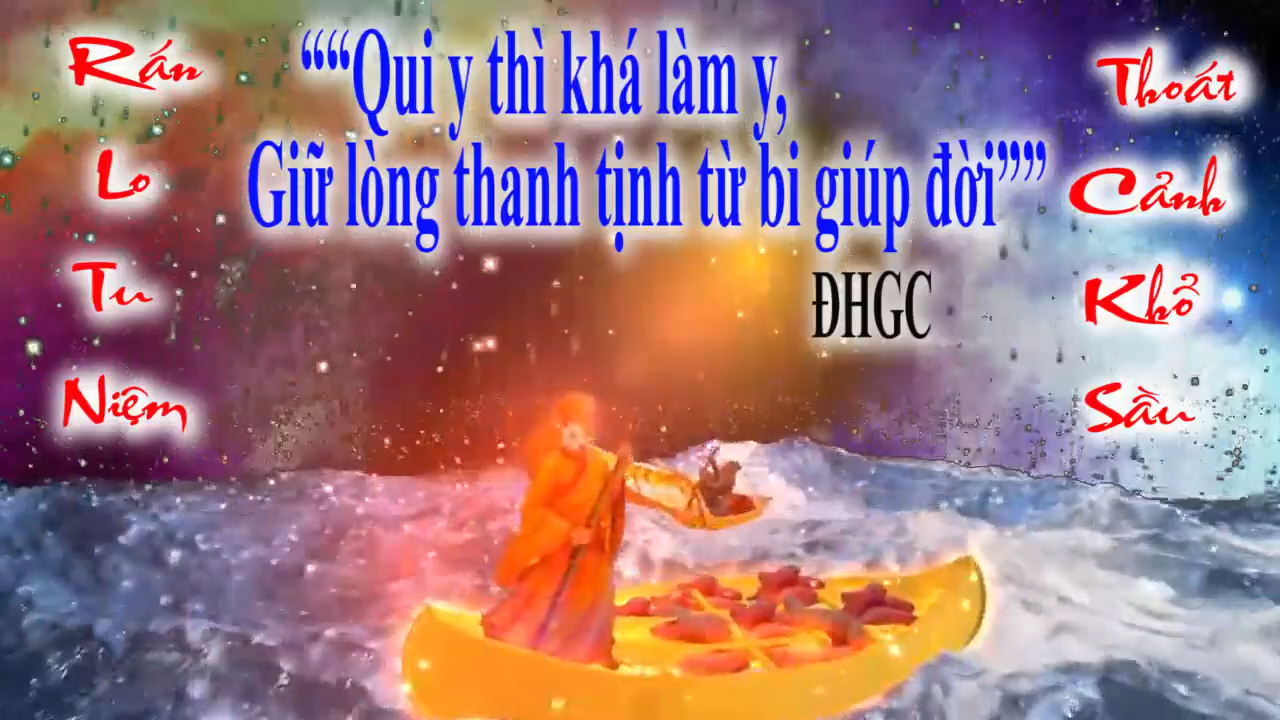 Rấn
Lo
Tu
Niệm
““Qui y thì khá làm y,
Giữ lòng thanh tịnh từ bi giúp đời””
ĐHGC
Thoát
Cảnh
Khổ
Sầu